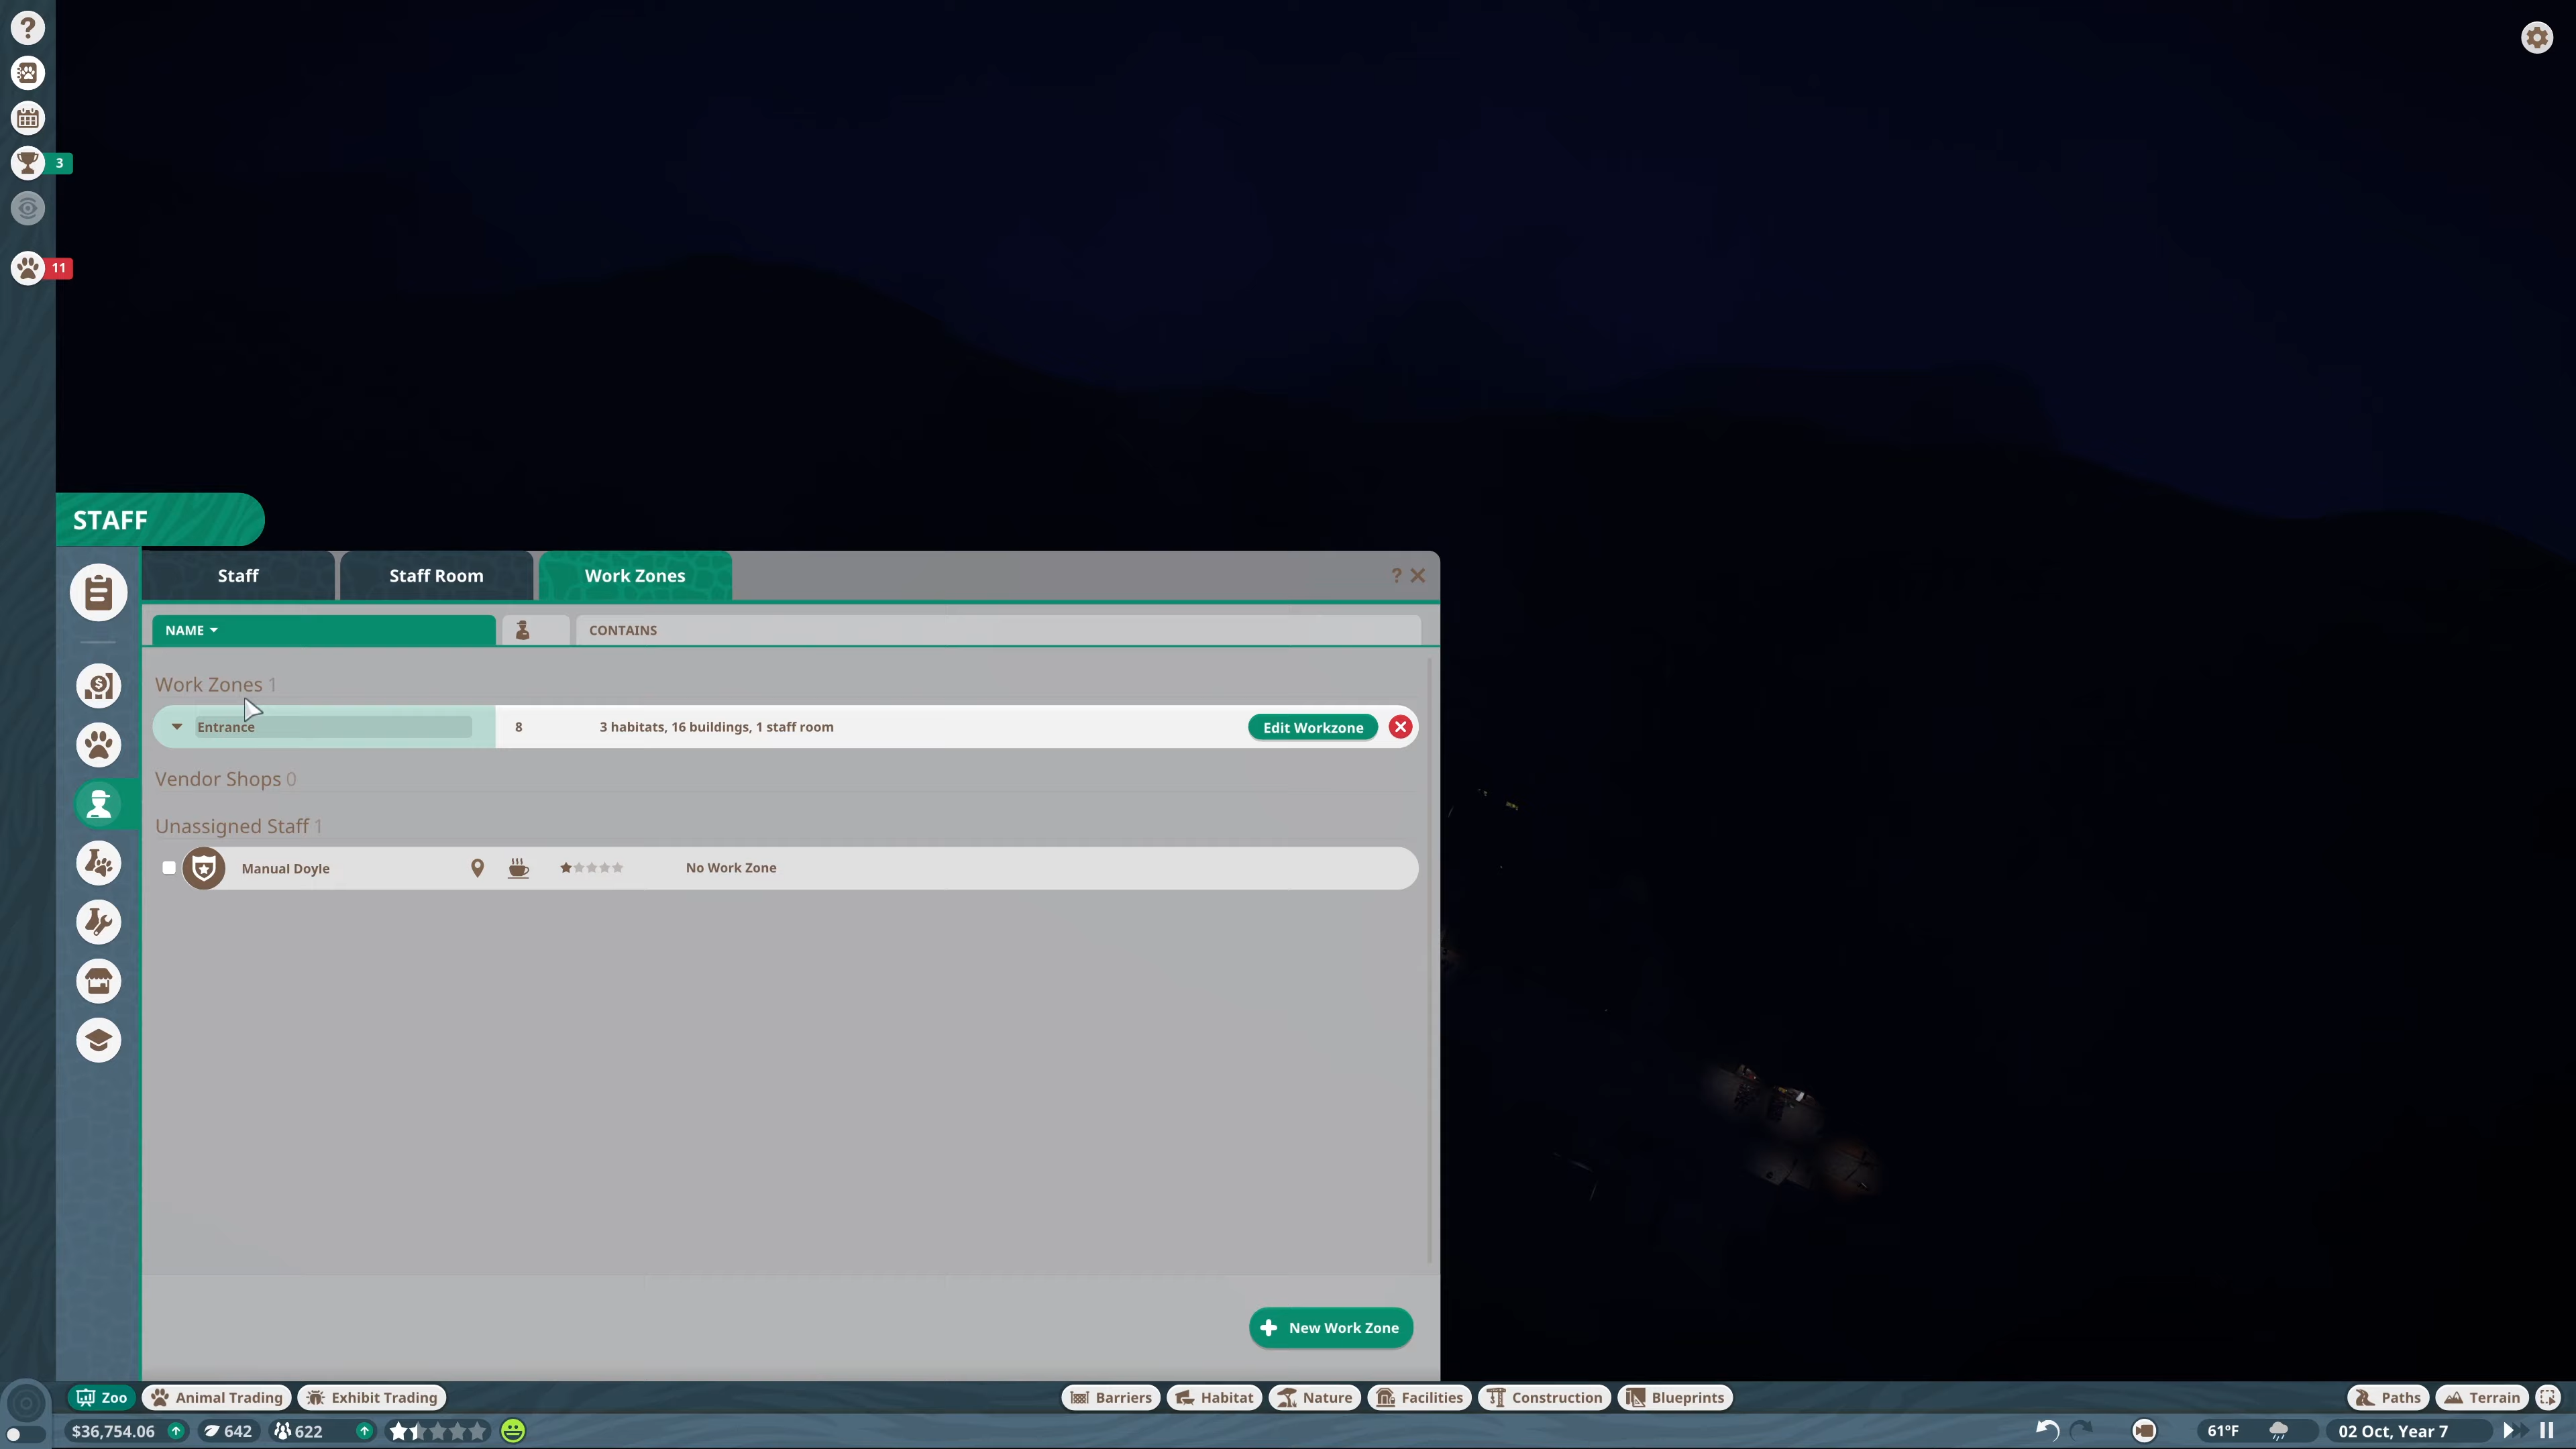 ?
3
11
STAFF
Staff
Staff Room
Work Zones
?
NAME
CONTAINS
Work Zones 1
Entrance 8 3 habitats, 16 buildings, 1 staff room Edit Workzone
Vendor Shops 0
Unassigned Staff 1
Manual Doyle No Work Zone
New Work Zone
Zoo Animal Trading Exhibit Trading Barriers Habitat Nature Facilities Construction Blueprints Paths Terrain
$36,754.06 642 622 61°F 02 Oct, Year 7